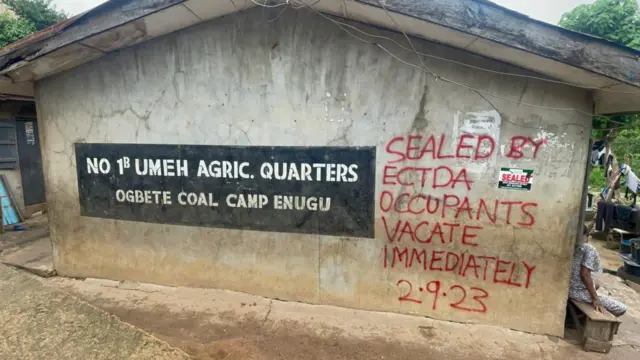 NO 1B UMEH AGRIC. QUARTERS
OGBETE COAL CAMP ENUGU
SEALED BY
ECTDA
OCCUPANTS
VACATE
IMMEDIATELY
2.9.23
SEALED